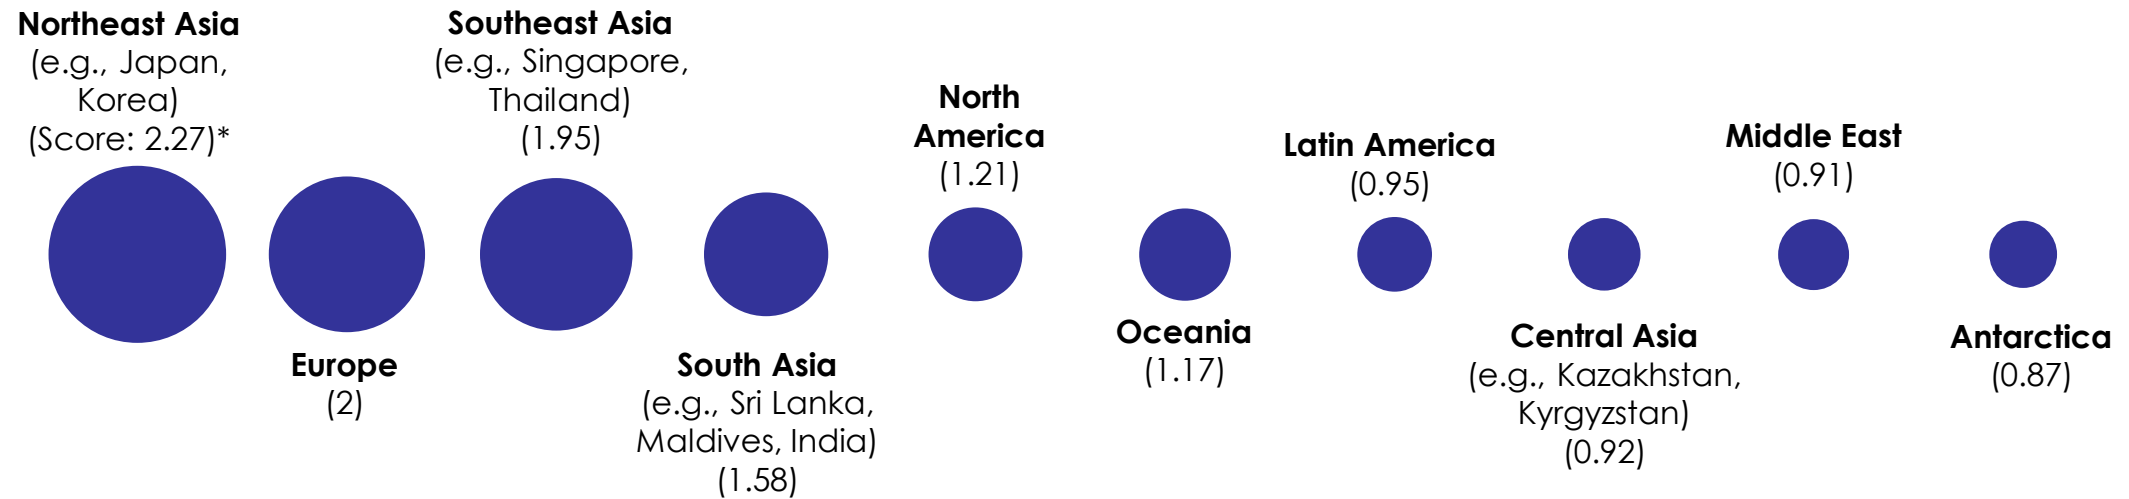 Northeast Asia
(e.g., Japan,
Korea)
(Score: 2.27)*
Europe
(2)
Southeast Asia
(e.g., Singapore,
Thailand)
(1.95)
South Asia
(e.g., Sri Lanka,
Maldives, India)
(1.58)
North
America
(1.21)
Oceania
(1.17)
Latin America
(0.95)
Central Asia
(e.g., Kazakhstan,
Kyrgyzstan)
(0.92)
Middle East
(0.91)
Antarctica
(0.87)